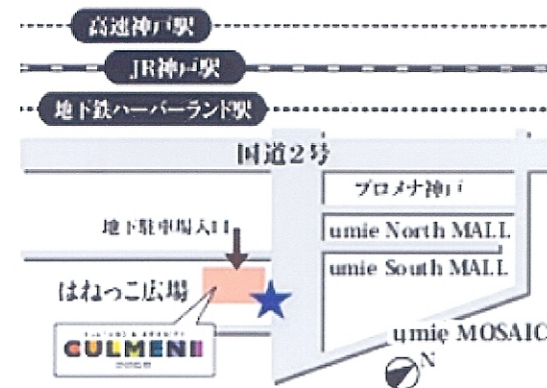 高速神戸駅
JR神戸駅
地下鉄ハーバーランド駅
国道2号
プロメナ神戸
地下駐車場入口
umie North MALL
umie South MALL
はねっこ広場
CULMENI
umie MOSAIC
N